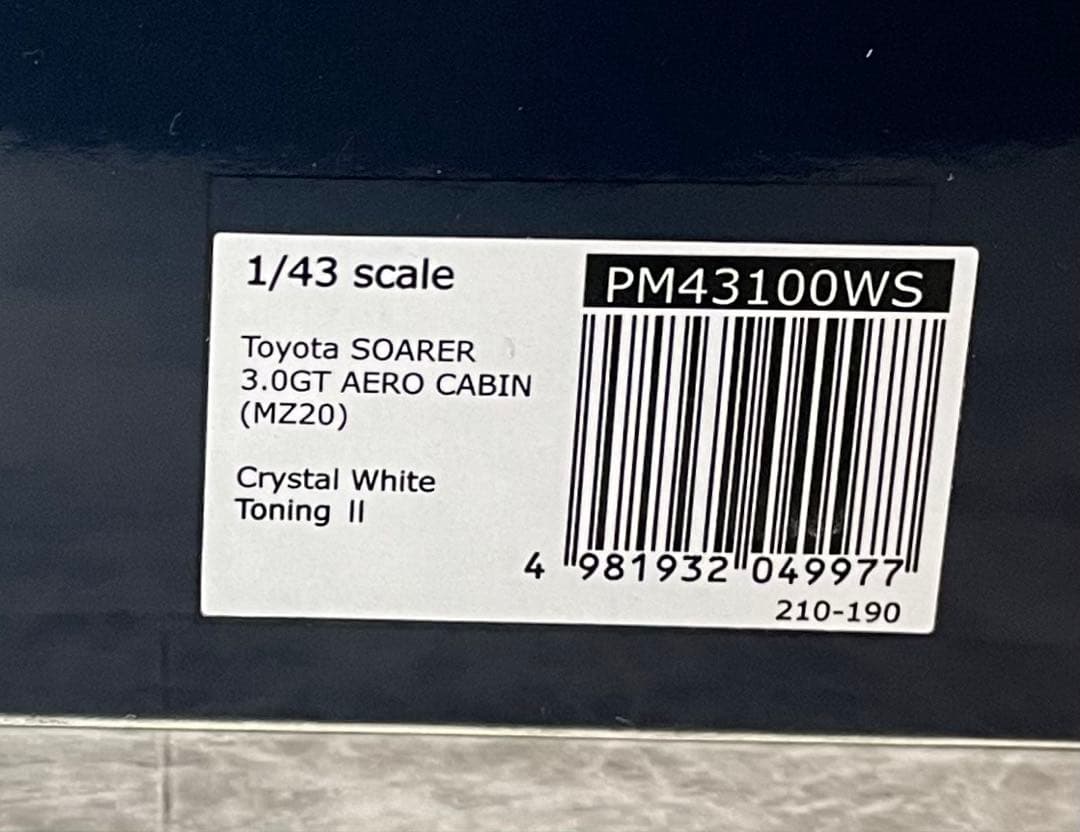 1/43 scale
PM43100WS
Toyota SOARER
3.0GT AERO CABIN
(MZ20)
Crystal White
Toning II
4 981932 049977
210-190